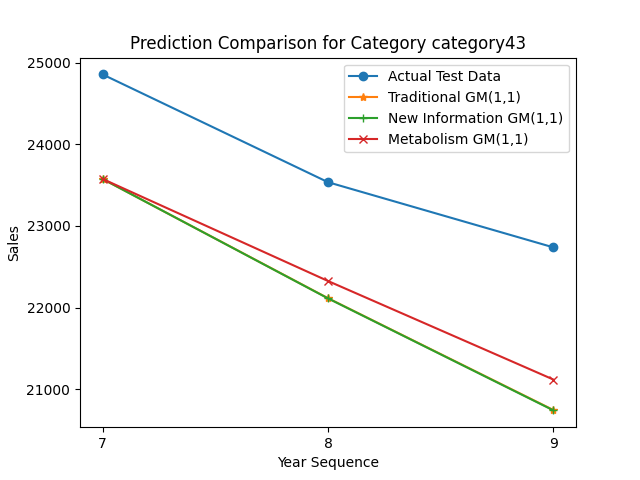 Prediction Comparison for Category category43
Actual Test Data
Traditional GM(1,1)
New Information GM(1,1)
Metabolism GM(1,1)
25000
24000
23000
22000
21000
Sales
7
8
9
Year Sequence